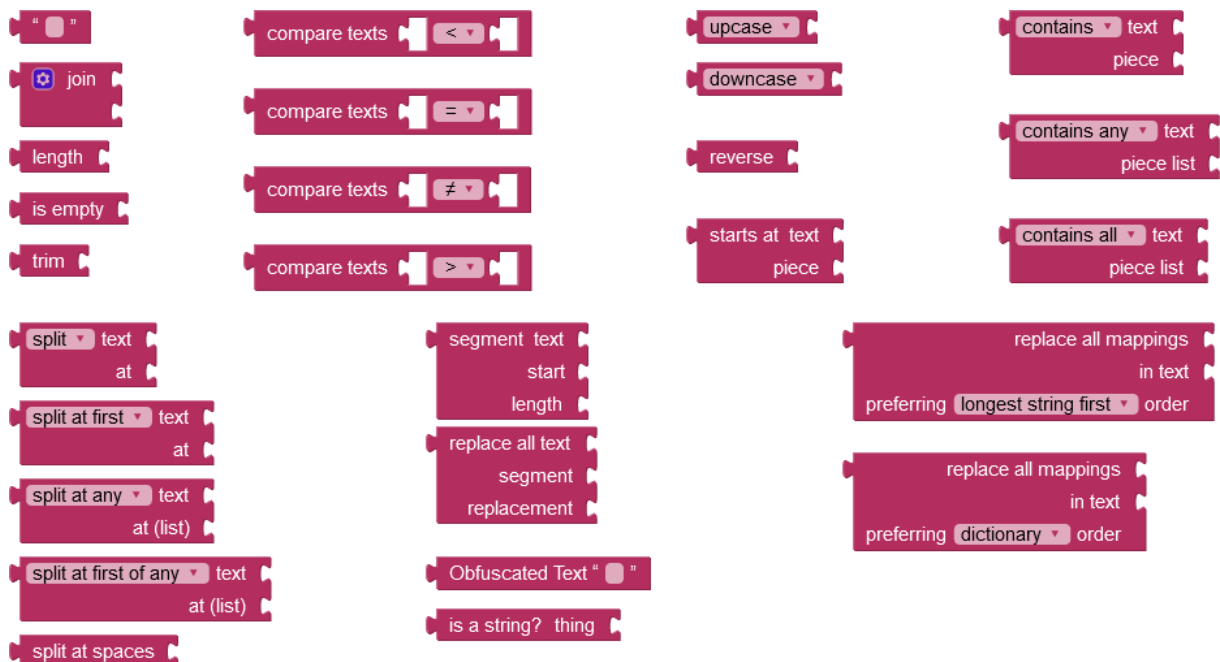 “ ”
join
length
is empty
trim
compare texts < ▾
compare texts = ▾
compare texts ≠ ▾
compare texts > ▾
upcase ▾
downcase ▾
reverse
starts at text
piece
contains ▾ text
piece
contains any ▾ text
piece list
contains all ▾ text
piece list
split ▾ text
at
split at first ▾ text
at
split at any ▾ text
at (list)
split at first of any ▾ text
at (list)
split at spaces
segment text
start
length
replace all text
segment
replacement
Obfuscated Text “ ”
is a string? thing
replace all mappings
in text
preferring longest string first ▾ order
replace all mappings
in text
preferring dictionary ▾ order